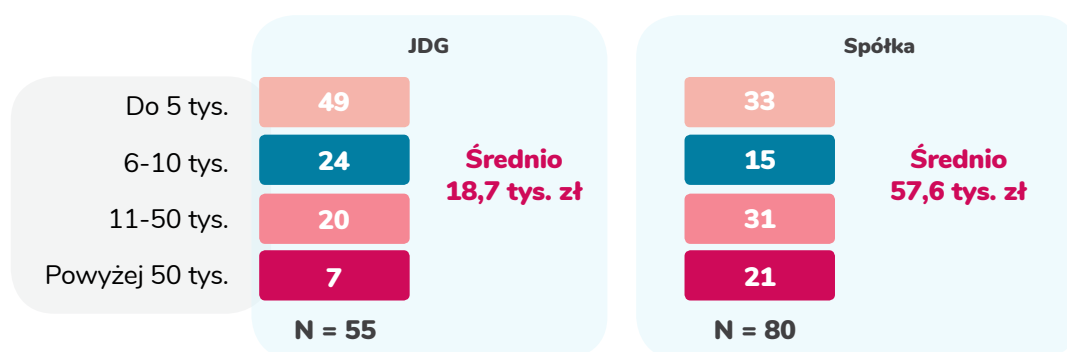 JDG
Spółka
Do 5 tys.
49
33
6-10 tys.
24
15
Średnio
18,7 tys. zł
Średnio
57,6 tys. zł
11-50 tys.
20
31
Powyżej 50 tys.
7
21
N = 55
N = 80